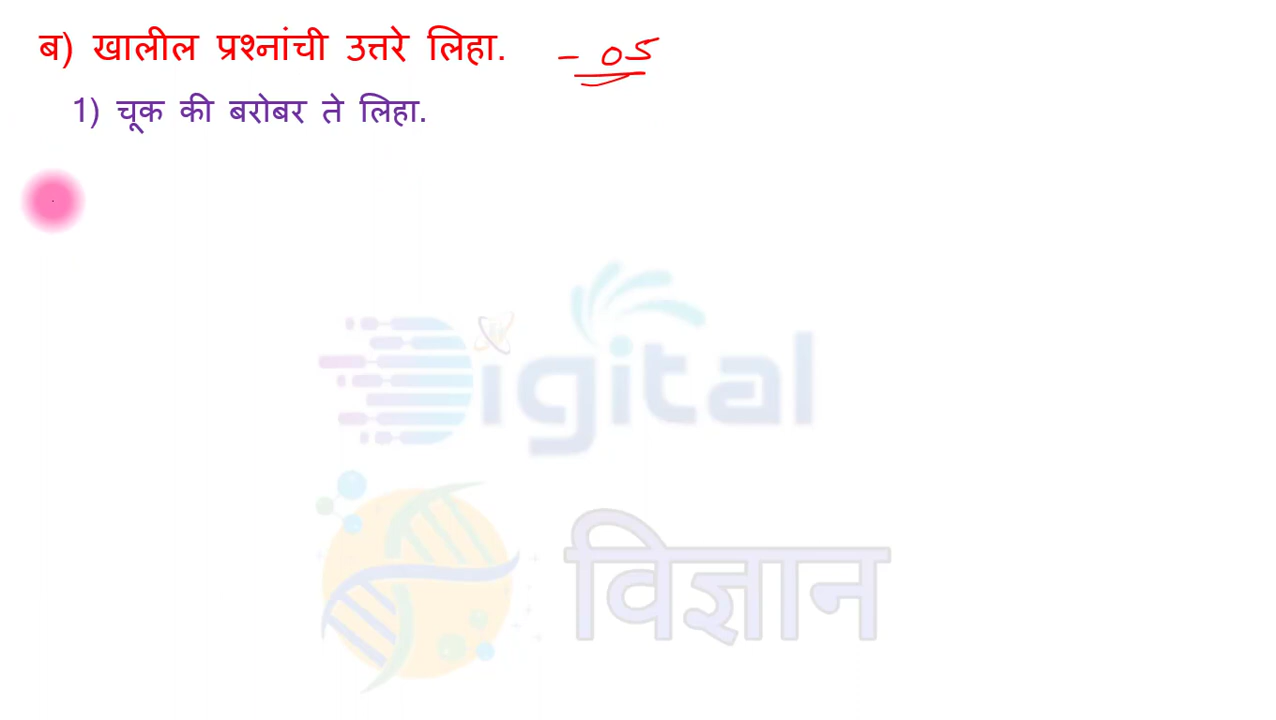 ब) खालील प्रश्नांची उत्तरे लिहा. - 05
1) चूक की बरोबर ते लिहा.
Digital
विज्ञान